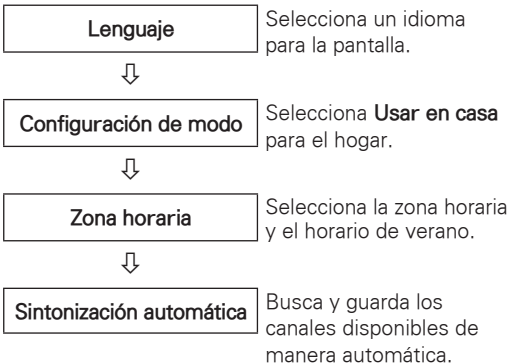 Lenguaje
Selecciona un idioma
para la pantalla.
Configuración de modo
Selecciona Usar en casa
para el hogar.
Zona horaria
Selecciona la zona horaria
y el horario de verano.
Sintonización automática
Busca y guarda los
canales disponibles de
manera automática.